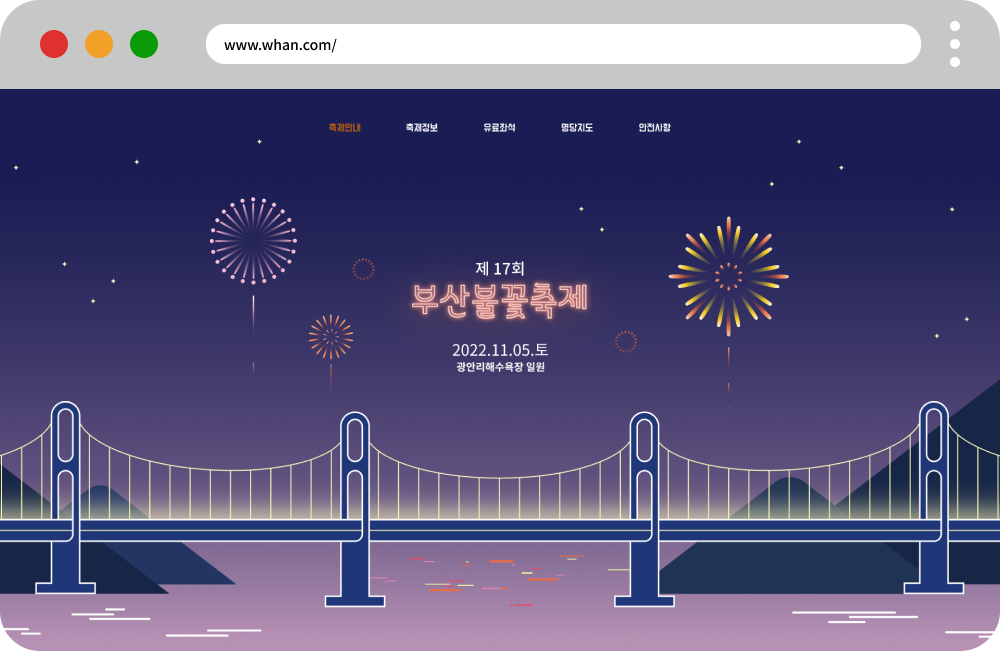 www.whan.com/
축제안내 축제정보 유료좌석 명당지도 안전사항
제 17회
부산불꽃축제
2022.11.05.토
광안리해수욕장 일원